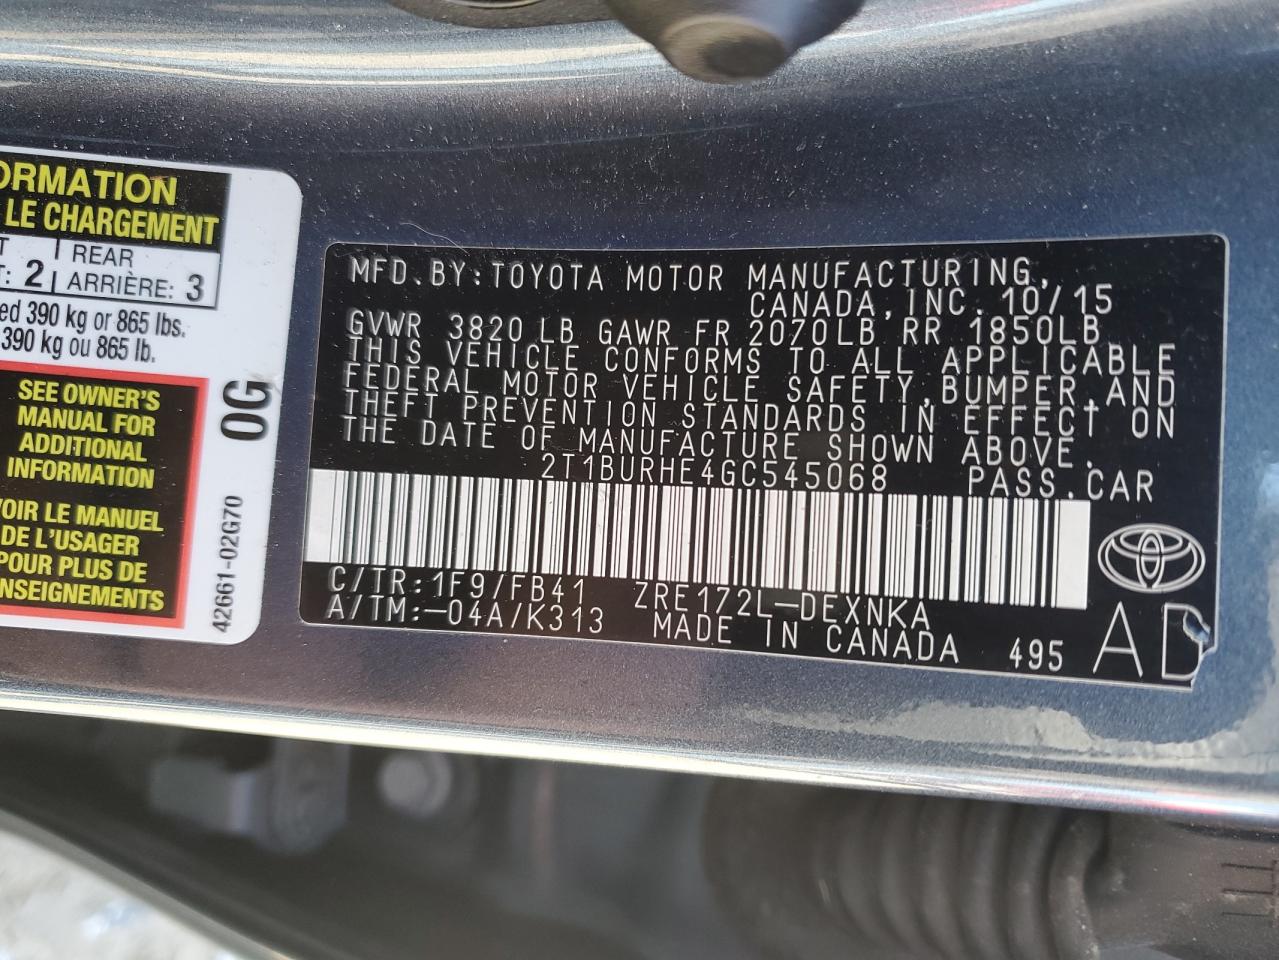 ORMATION
LE CHARGEMENT
REAR
: 2 ARRIÈRE: 3
ed 390 kg or 865 lbs.
390 kg ou 865 lb.
SEE OWNER'S
MANUAL FOR
ADDITIONAL
INFORMATION
VOIR LE MANUEL
DE L'USAGER
POUR PLUS DE
NSEIGNEMENTS
0G
42661-02G70
MFD.BY:TOYOTA MOTOR MANUFACTURING,
CANADA,INC. 10/15
GVWR 3820 LB GAWR FR 2070LB RR 1850LB
THIS VEHICLE CONFORMS TO ALL APPLICABLE
FEDERAL MOTOR VEHICLE SAFETY,BUMPER,AND
THEFT PREVENTION STANDARDS IN EFFECT ON
THE DATE OF MANUFACTURE SHOWN ABOVE.
2T1BURHE4GC545068 PASS.CAR
C/TR:1F9/FB41 ZRE172L-DEXNKA
A/TM:-04A/K313 MADE IN CANADA 495
AD